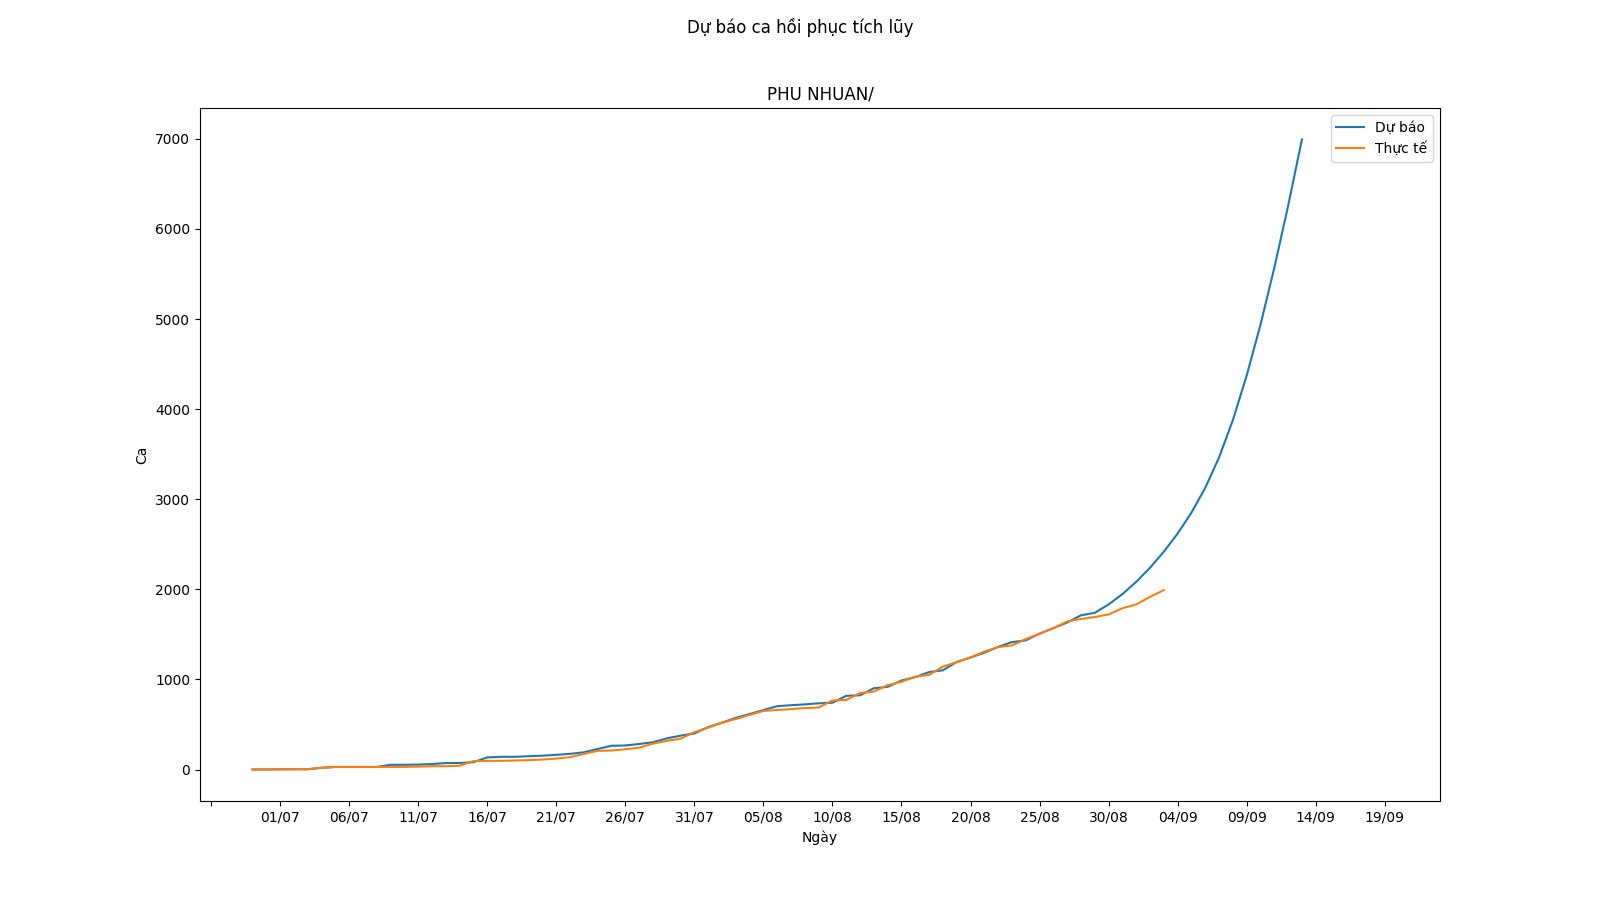 Dự báo ca hồi phục tích lũy
PHU NHUAN/
Dự báo
Thực tế
7000
6000
5000
4000
3000
2000
1000
0
Ca
01/07 06/07 11/07 16/07 21/07 26/07 31/07 05/08 10/08 15/08 20/08 25/08 30/08 04/09 09/09 14/09 19/09
Ngày